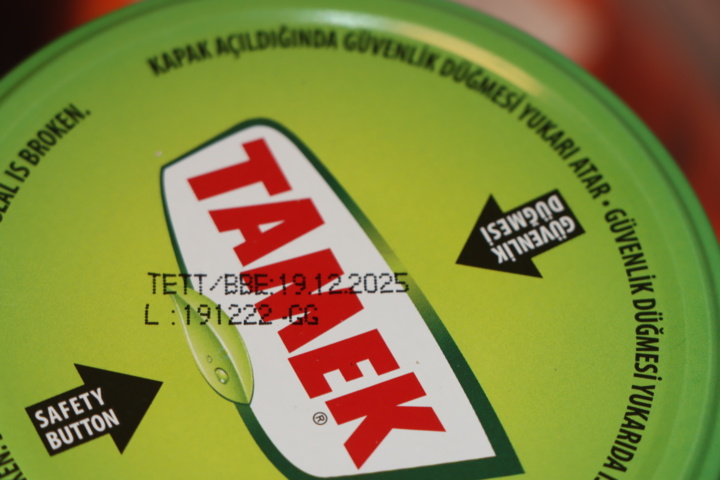 KAPAK AÇILDIĞINDA GÜVENLİK DÜĞMESİ YUKARI ATAR • GÜVENLİK DÜĞMESİ YUKARIDA
IS BROKEN.
GÜVENLİK
DÜĞMESİ
TAMEK
®
TETT/BBE:19.12.2025
L :191222 GG
SAFETY
BUTTON